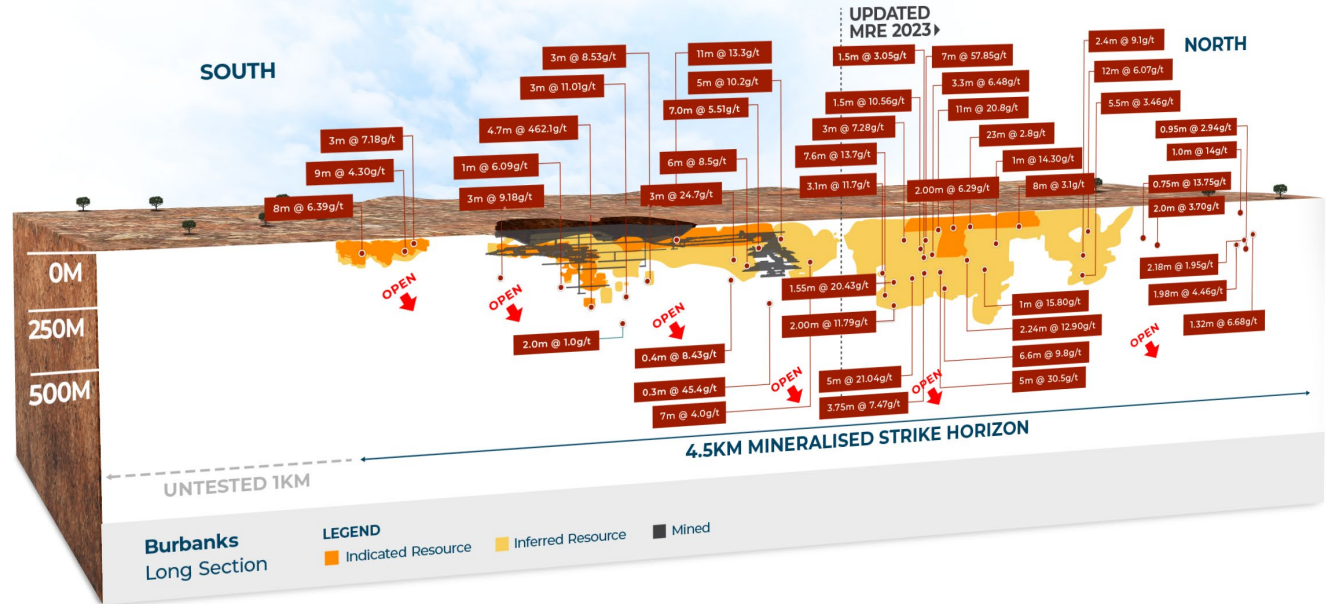 UPDATED
MRE 2023
SOUTH
NORTH
3m @ 8.53g/t
11m @ 13.3g/t
1.5m @ 3.05g/t
7m @ 57.85g/t
2.4m @ 9.1g/t
3m @ 11.01g/t
5m @ 10.2g/t
3.3m @ 6.48g/t
12m @ 6.07g/t
7.0m @ 5.51g/t
1.5m @ 10.56g/t
11m @ 20.8g/t
5.5m @ 3.46g/t
3m @ 7.18g/t
4.7m @ 462.1g/t
3m @ 7.28g/t
23m @ 2.8g/t
0.95m @ 2.94g/t
9m @ 4.30g/t
1m @ 6.09g/t
6m @ 8.5g/t
7.6m @ 13.7g/t
1m @ 14.30g/t
1.0m @ 14g/t
8m @ 6.39g/t
3m @ 9.18g/t
3m @ 24.7g/t
3.1m @ 11.7g/t
2.00m @ 6.29g/t
8m @ 3.1g/t
0.75m @ 13.75g/t
2.0m @ 3.70g/t
0M
OPEN
OPEN
1.55m @ 20.43g/t
2.18m @ 1.95g/t
1.98m @ 4.46g/t
250M
OPEN
2.00m @ 11.79g/t
1m @ 15.80g/t
1.32m @ 6.68g/t
2.0m @ 1.0g/t
2.24m @ 12.90g/t
OPEN
0.4m @ 8.43g/t
6.6m @ 9.8g/t
500M
0.3m @ 45.4g/t
OPEN
5m @ 21.04g/t
OPEN
5m @ 30.5g/t
7m @ 4.0g/t
3.75m @ 7.47g/t
4.5KM MINERALISED STRIKE HORIZON
UNTESTED 1KM
Burbanks
Long Section
LEGEND
Indicated Resource
Inferred Resource
Mined